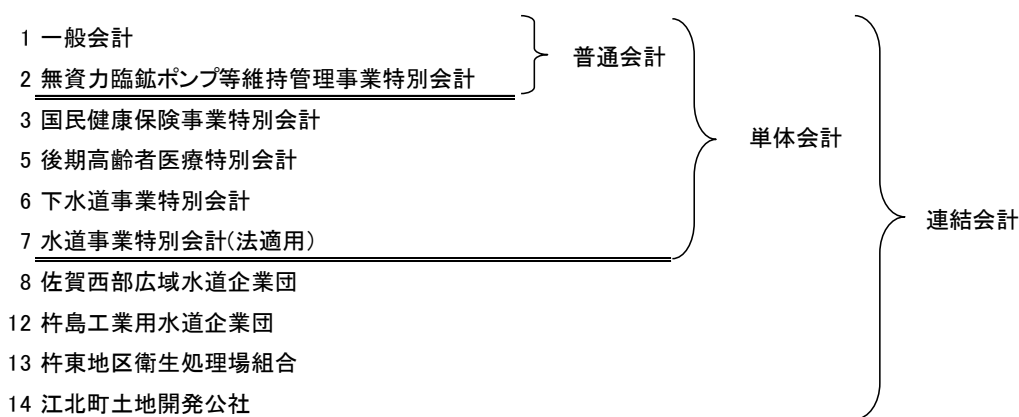 1 一般会計
2 無資力臨鉱ポンプ等維持管理事業特別会計
普通会計
3 国民健康保険事業特別会計
5 後期高齢者医療特別会計
単体会計
6 下水道事業特別会計
7 水道事業特別会計(法適用)
連結会計
8 佐賀西部広域水道企業団
12 杵島工業用水道企業団
13 杵東地区衛生処理場組合
14 江北町土地開発公社